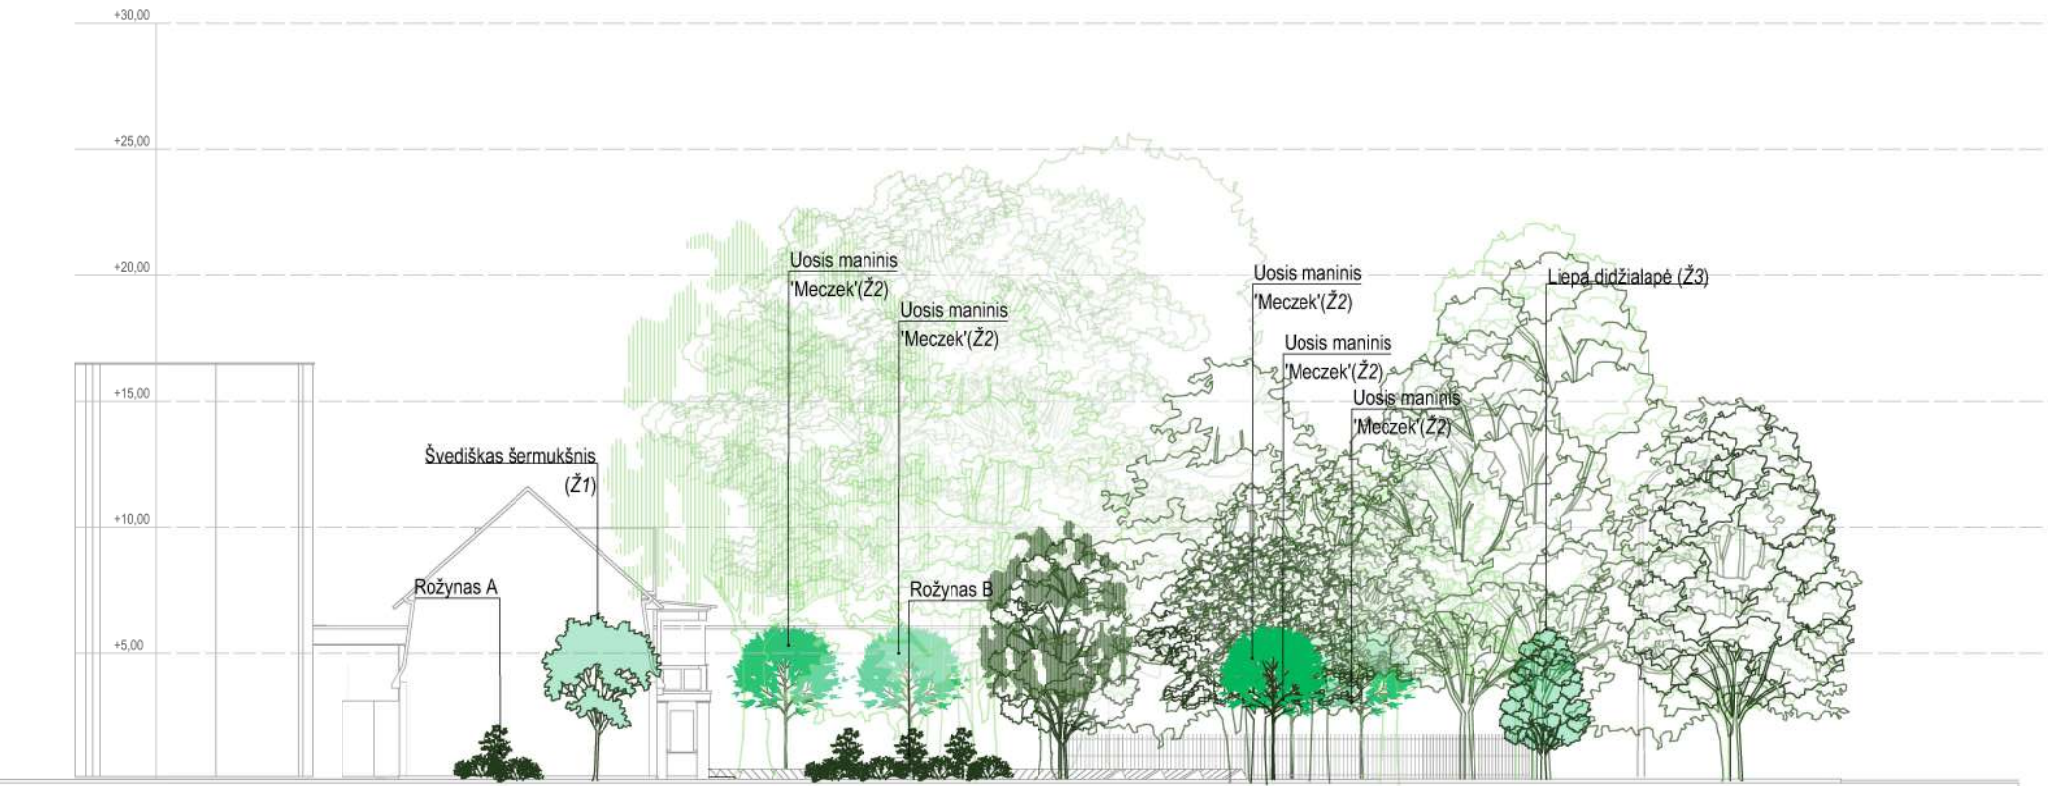 +30,00
+25,00
+20,00
+15,00
+10,00
+5,00
Uosis maninis
'Meczek'(Ž2)
Uosis maninis
'Meczek'(Ž2)
Uosis maninis
'Meczek'(Ž2)
Uosis maninis
'Meczek'(Ž2)
Uosis maninis
'Meczek'(Ž2)
Liepa didžialapė (Ž3)
Švediškas šermukšnis
(Ž1)
Rožynas A
Rožynas B